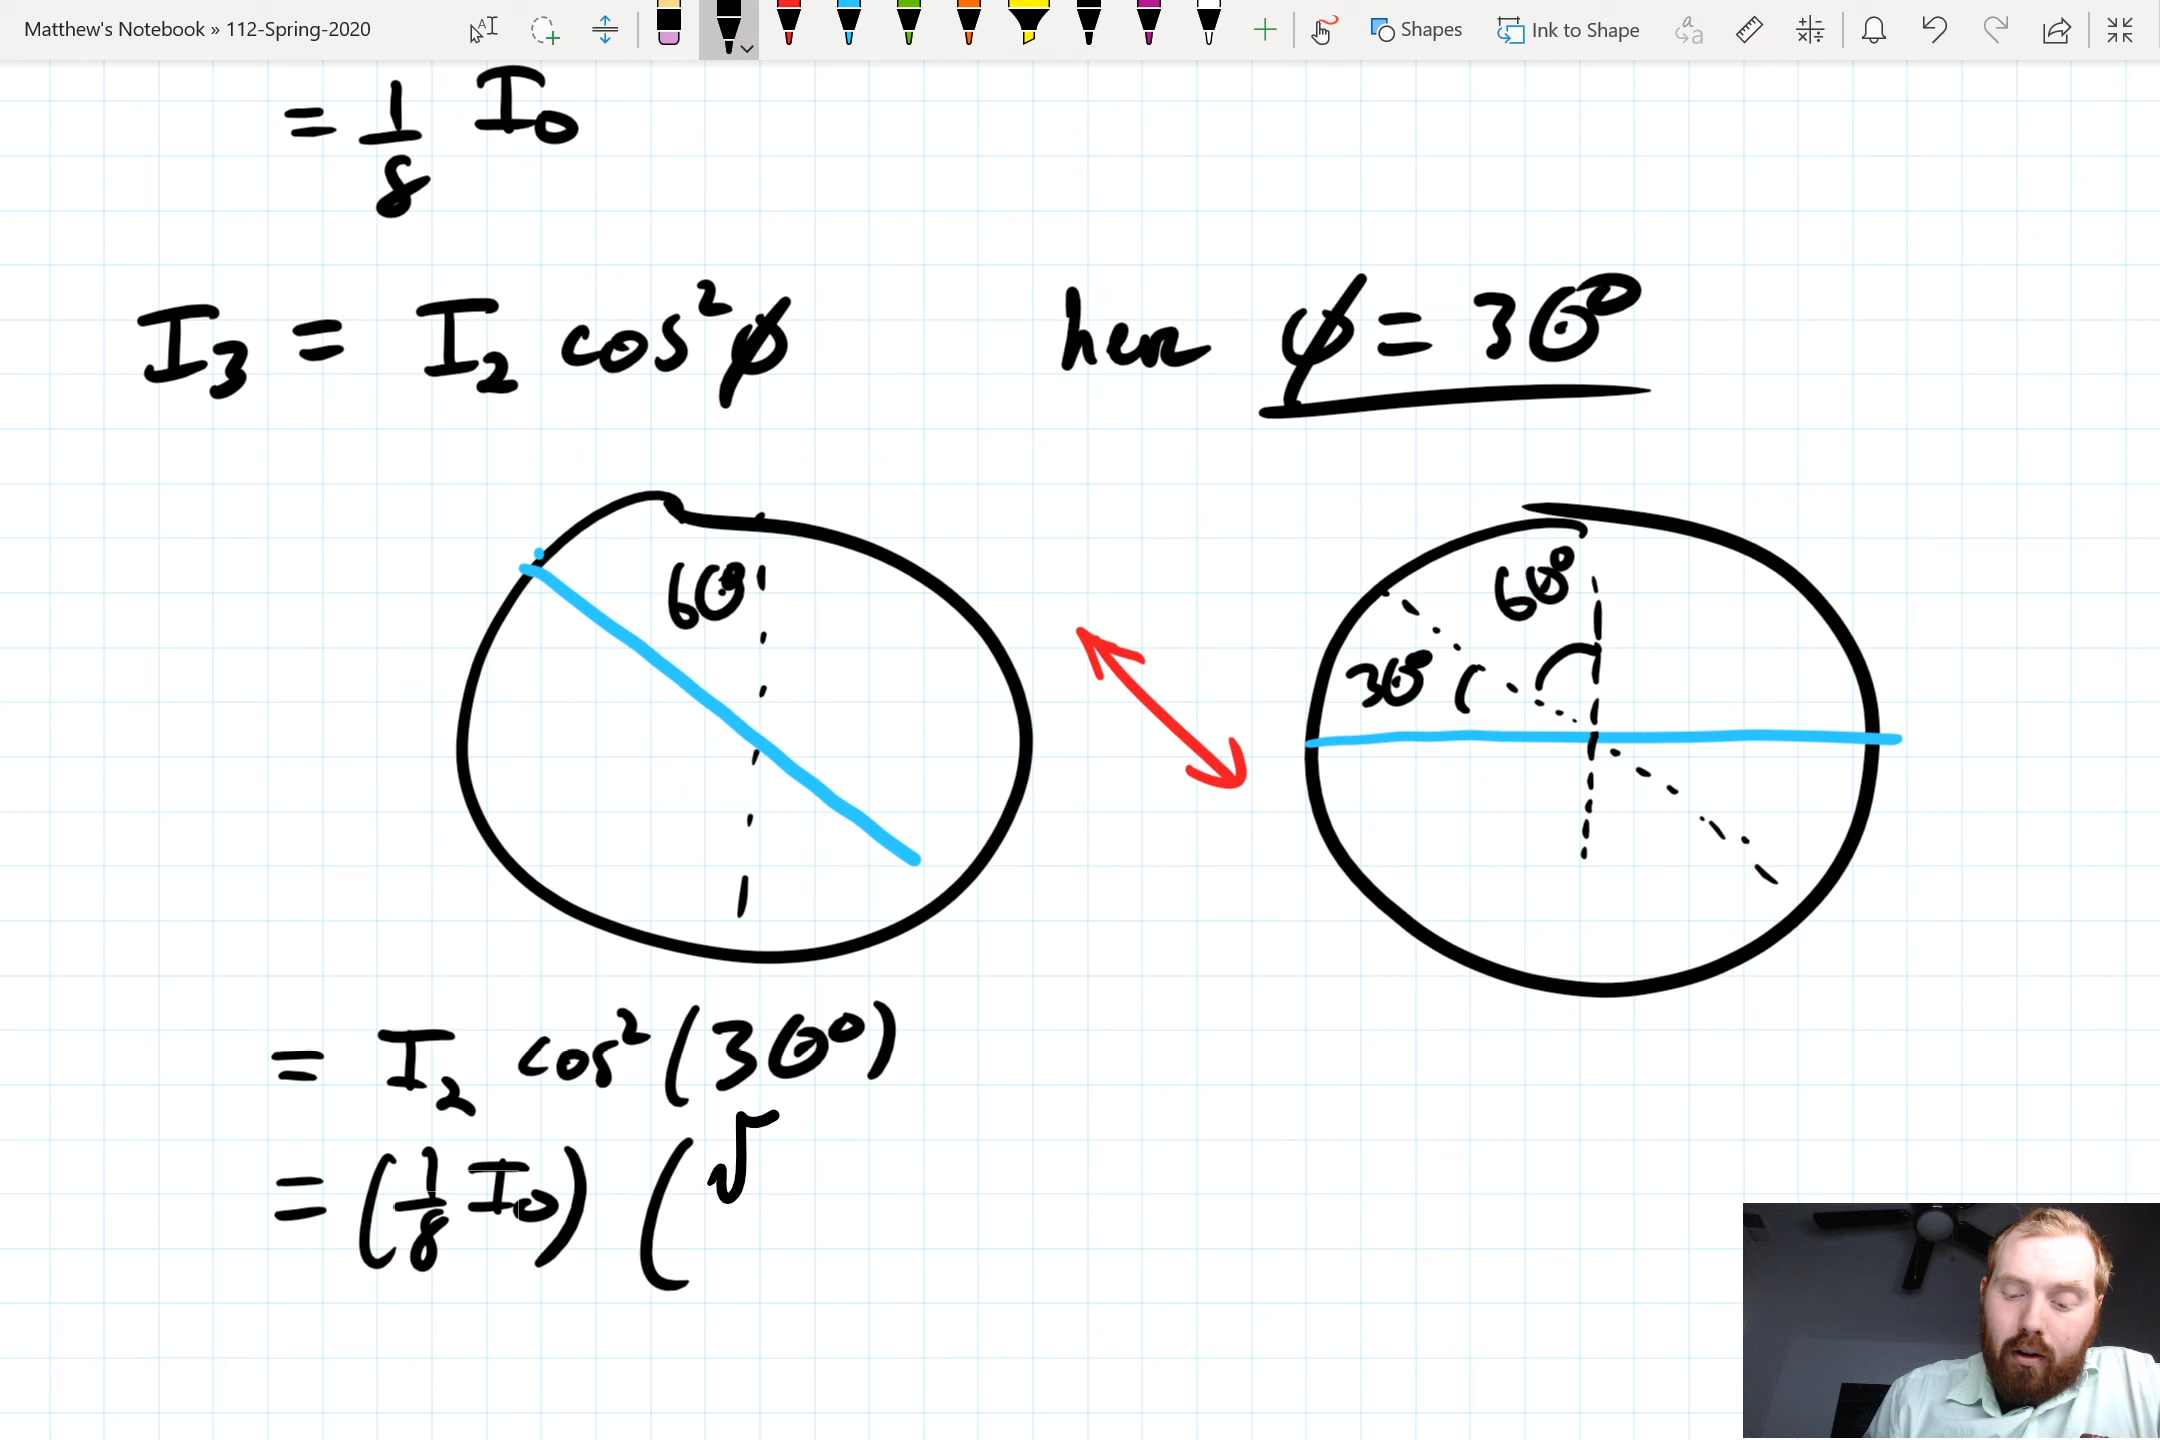 Matthew's Notebook » 112-Spring-2020
Shapes
Ink to Shape
= 1/8 I₀
I₃ = I₂ cos²φ here φ = 30°
60°
60°
30°
= I₂ cos²(30°)
= (1/8 I₀) (√